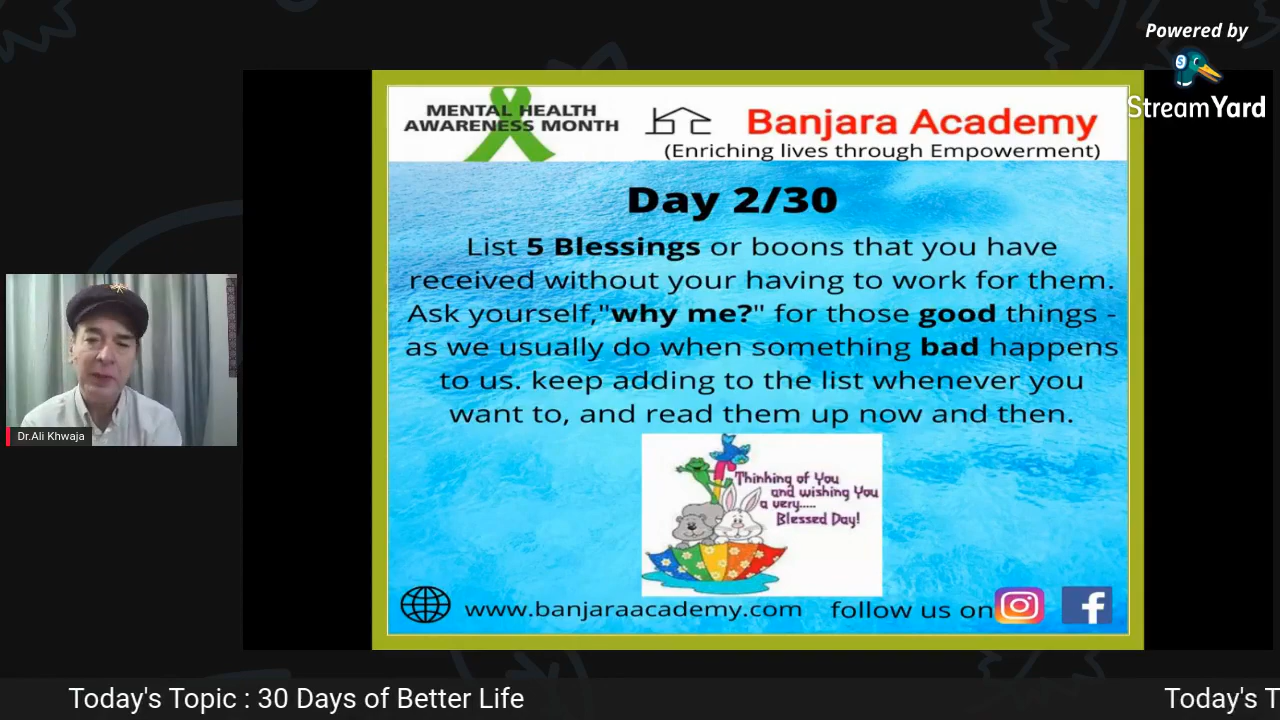 Powered by
StreamYard
MENTAL HEALTH
AWARENESS MONTH
Banjara Academy
(Enriching lives through Empowerment)
Day 2/30
List 5 Blessings or boons that you have
received without your having to work for them.
Ask yourself,"why me?" for those good things -
as we usually do when something bad happens
to us. keep adding to the list whenever you
want to, and read them up now and then.
Thinking of You
and wishing You
a very.....
Blessed Day!
www.banjaraacademy.com follow us on
Dr.Ali Khwaja
Today's Topic : 30 Days of Better Life
Today's T